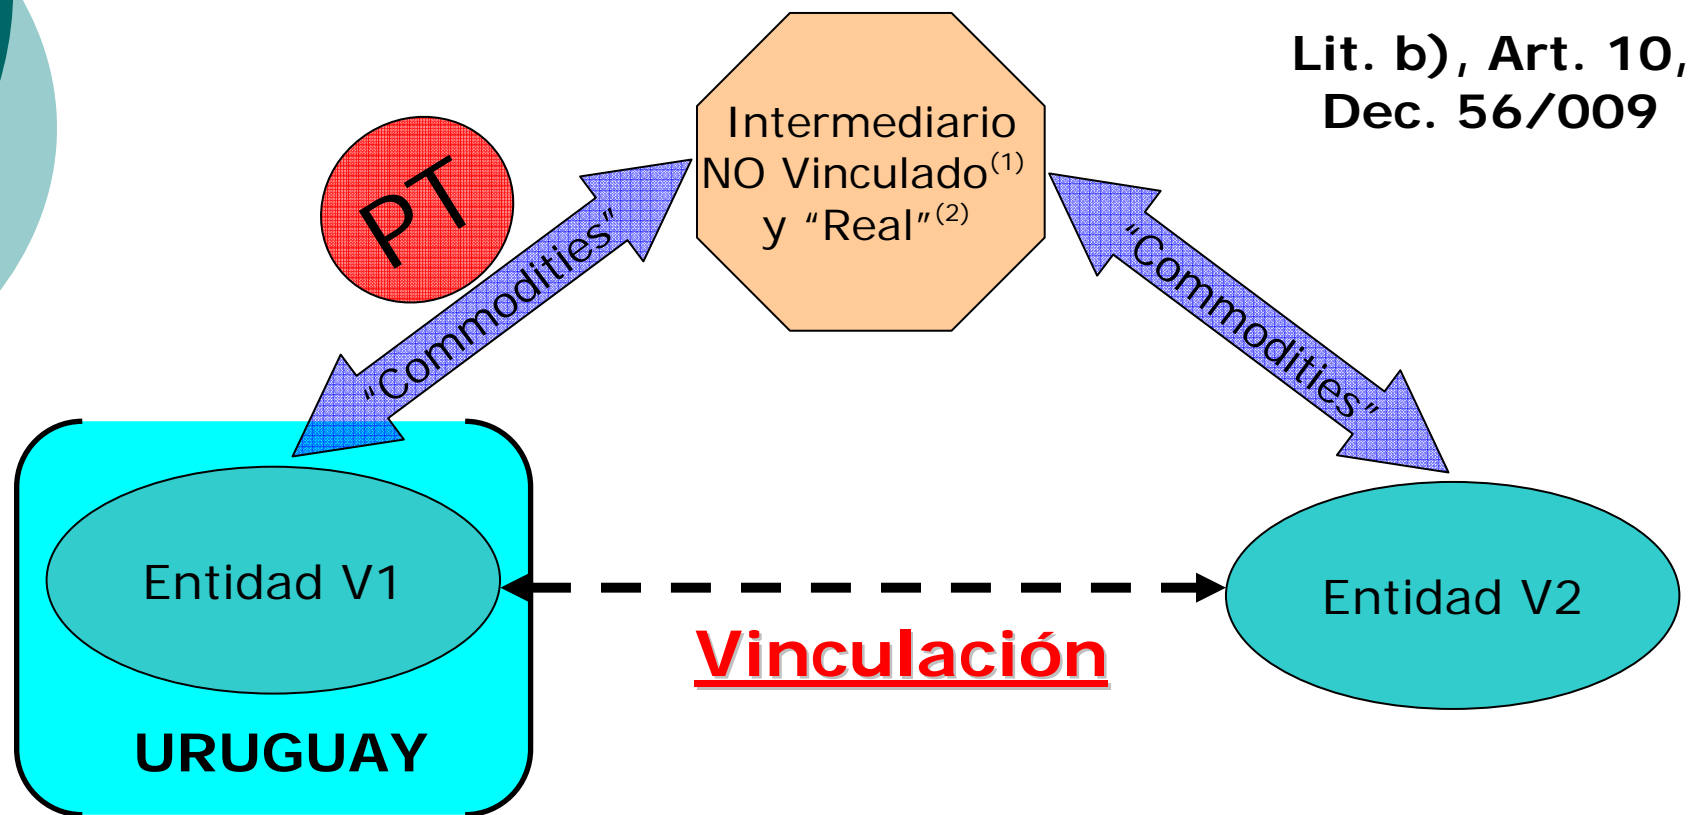 Lit. b), Art. 10,
Dec. 56/009
Intermediario
NO Vinculado(1)
y “Real”(2)
PT
“Commodities”
“Commodities”
Entidad V1
Entidad V2
Vinculación
URUGUAY